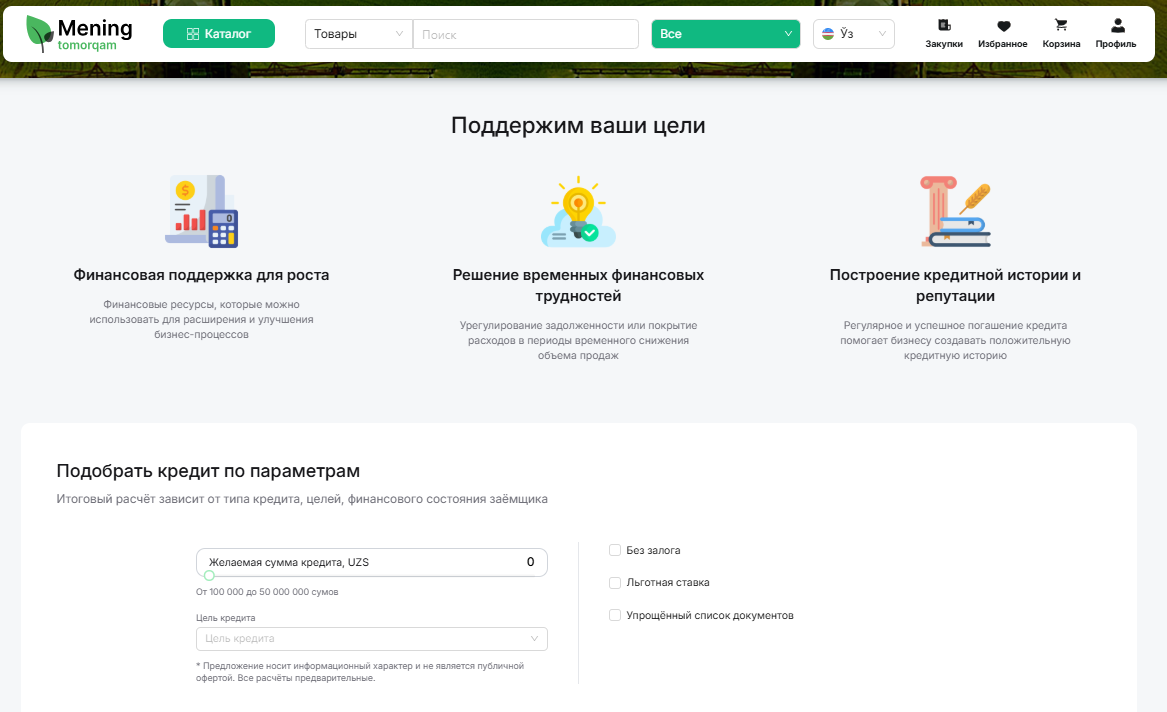 Mening
tomorqam
Каталог
Товары
Поиск
Все
Ўз
Закупки
Избранное
Корзина
Профиль
Поддержим ваши цели
$
0
Финансовая поддержка для роста
Финансовые ресурсы, которые можно
использовать для расширения и улучшения
бизнес-процессов
Решение временных финансовых
трудностей
Урегулирование задолженности или покрытие
расходов в периоды временного снижения
объема продаж
Построение кредитной истории и
репутации
Регулярное и успешное погашение кредита
помогает бизнесу создавать положительную
кредитную историю
Подобрать кредит по параметрам
Итоговый расчёт зависит от типа кредита, целей, финансового состояния заёмщика
Желаемая сумма кредита, UZS 0
От 100 000 до 50 000 000 сумов
Цель кредита
Цель кредита
* Предложение носит информационный характер и не является публичной
офертой. Все расчёты предварительные.
Без залога
Льготная ставка
Упрощённый список документов